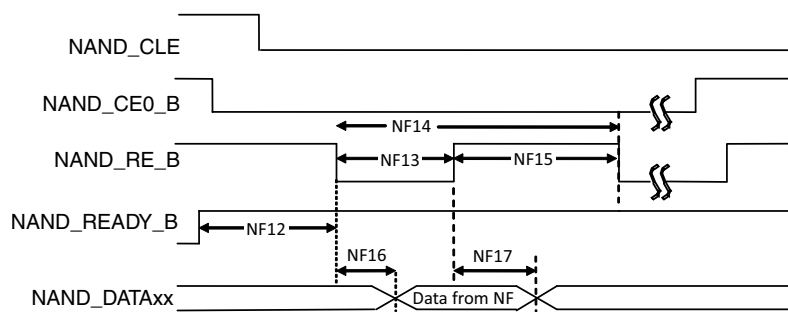 NAND_CLE
NAND_CE0_B
NF14
NAND_RE_B
NF13
NF15
NAND_READY_B
NF12
NF16
NF17
NAND_DATAxx
Data from NF